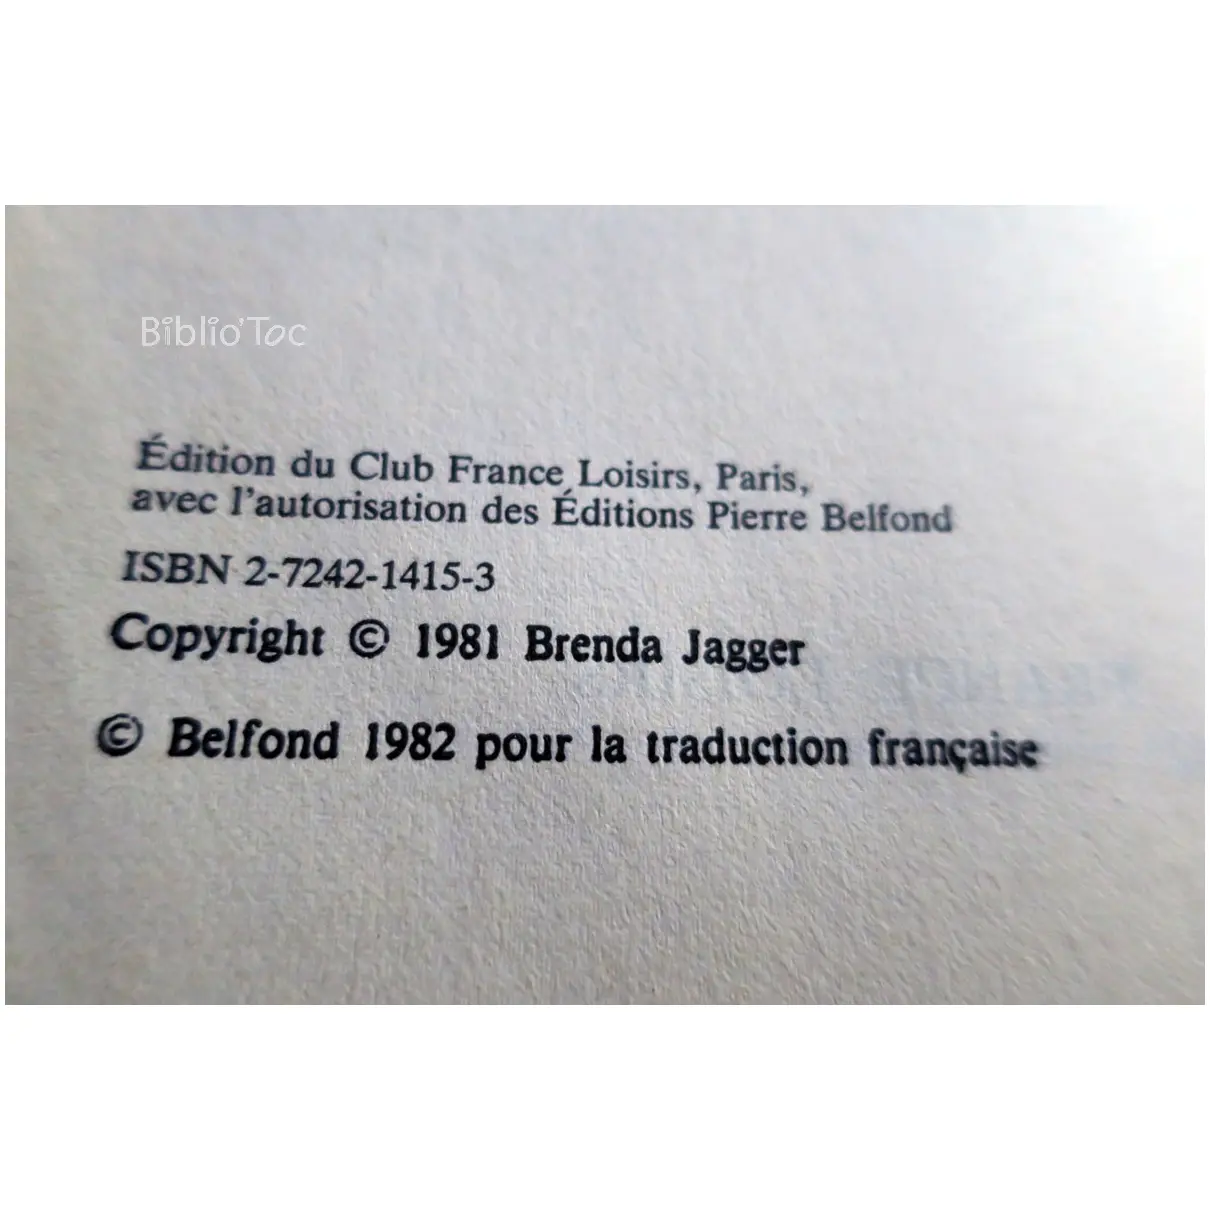 Biblio'Toc
Édition du Club France Loisirs, Paris,
avec l'autorisation des Éditions Pierre Belfond
ISBN 2-7242-1415-3
Copyright © 1981 Brenda Jagger
© Belfond 1982 pour la traduction française